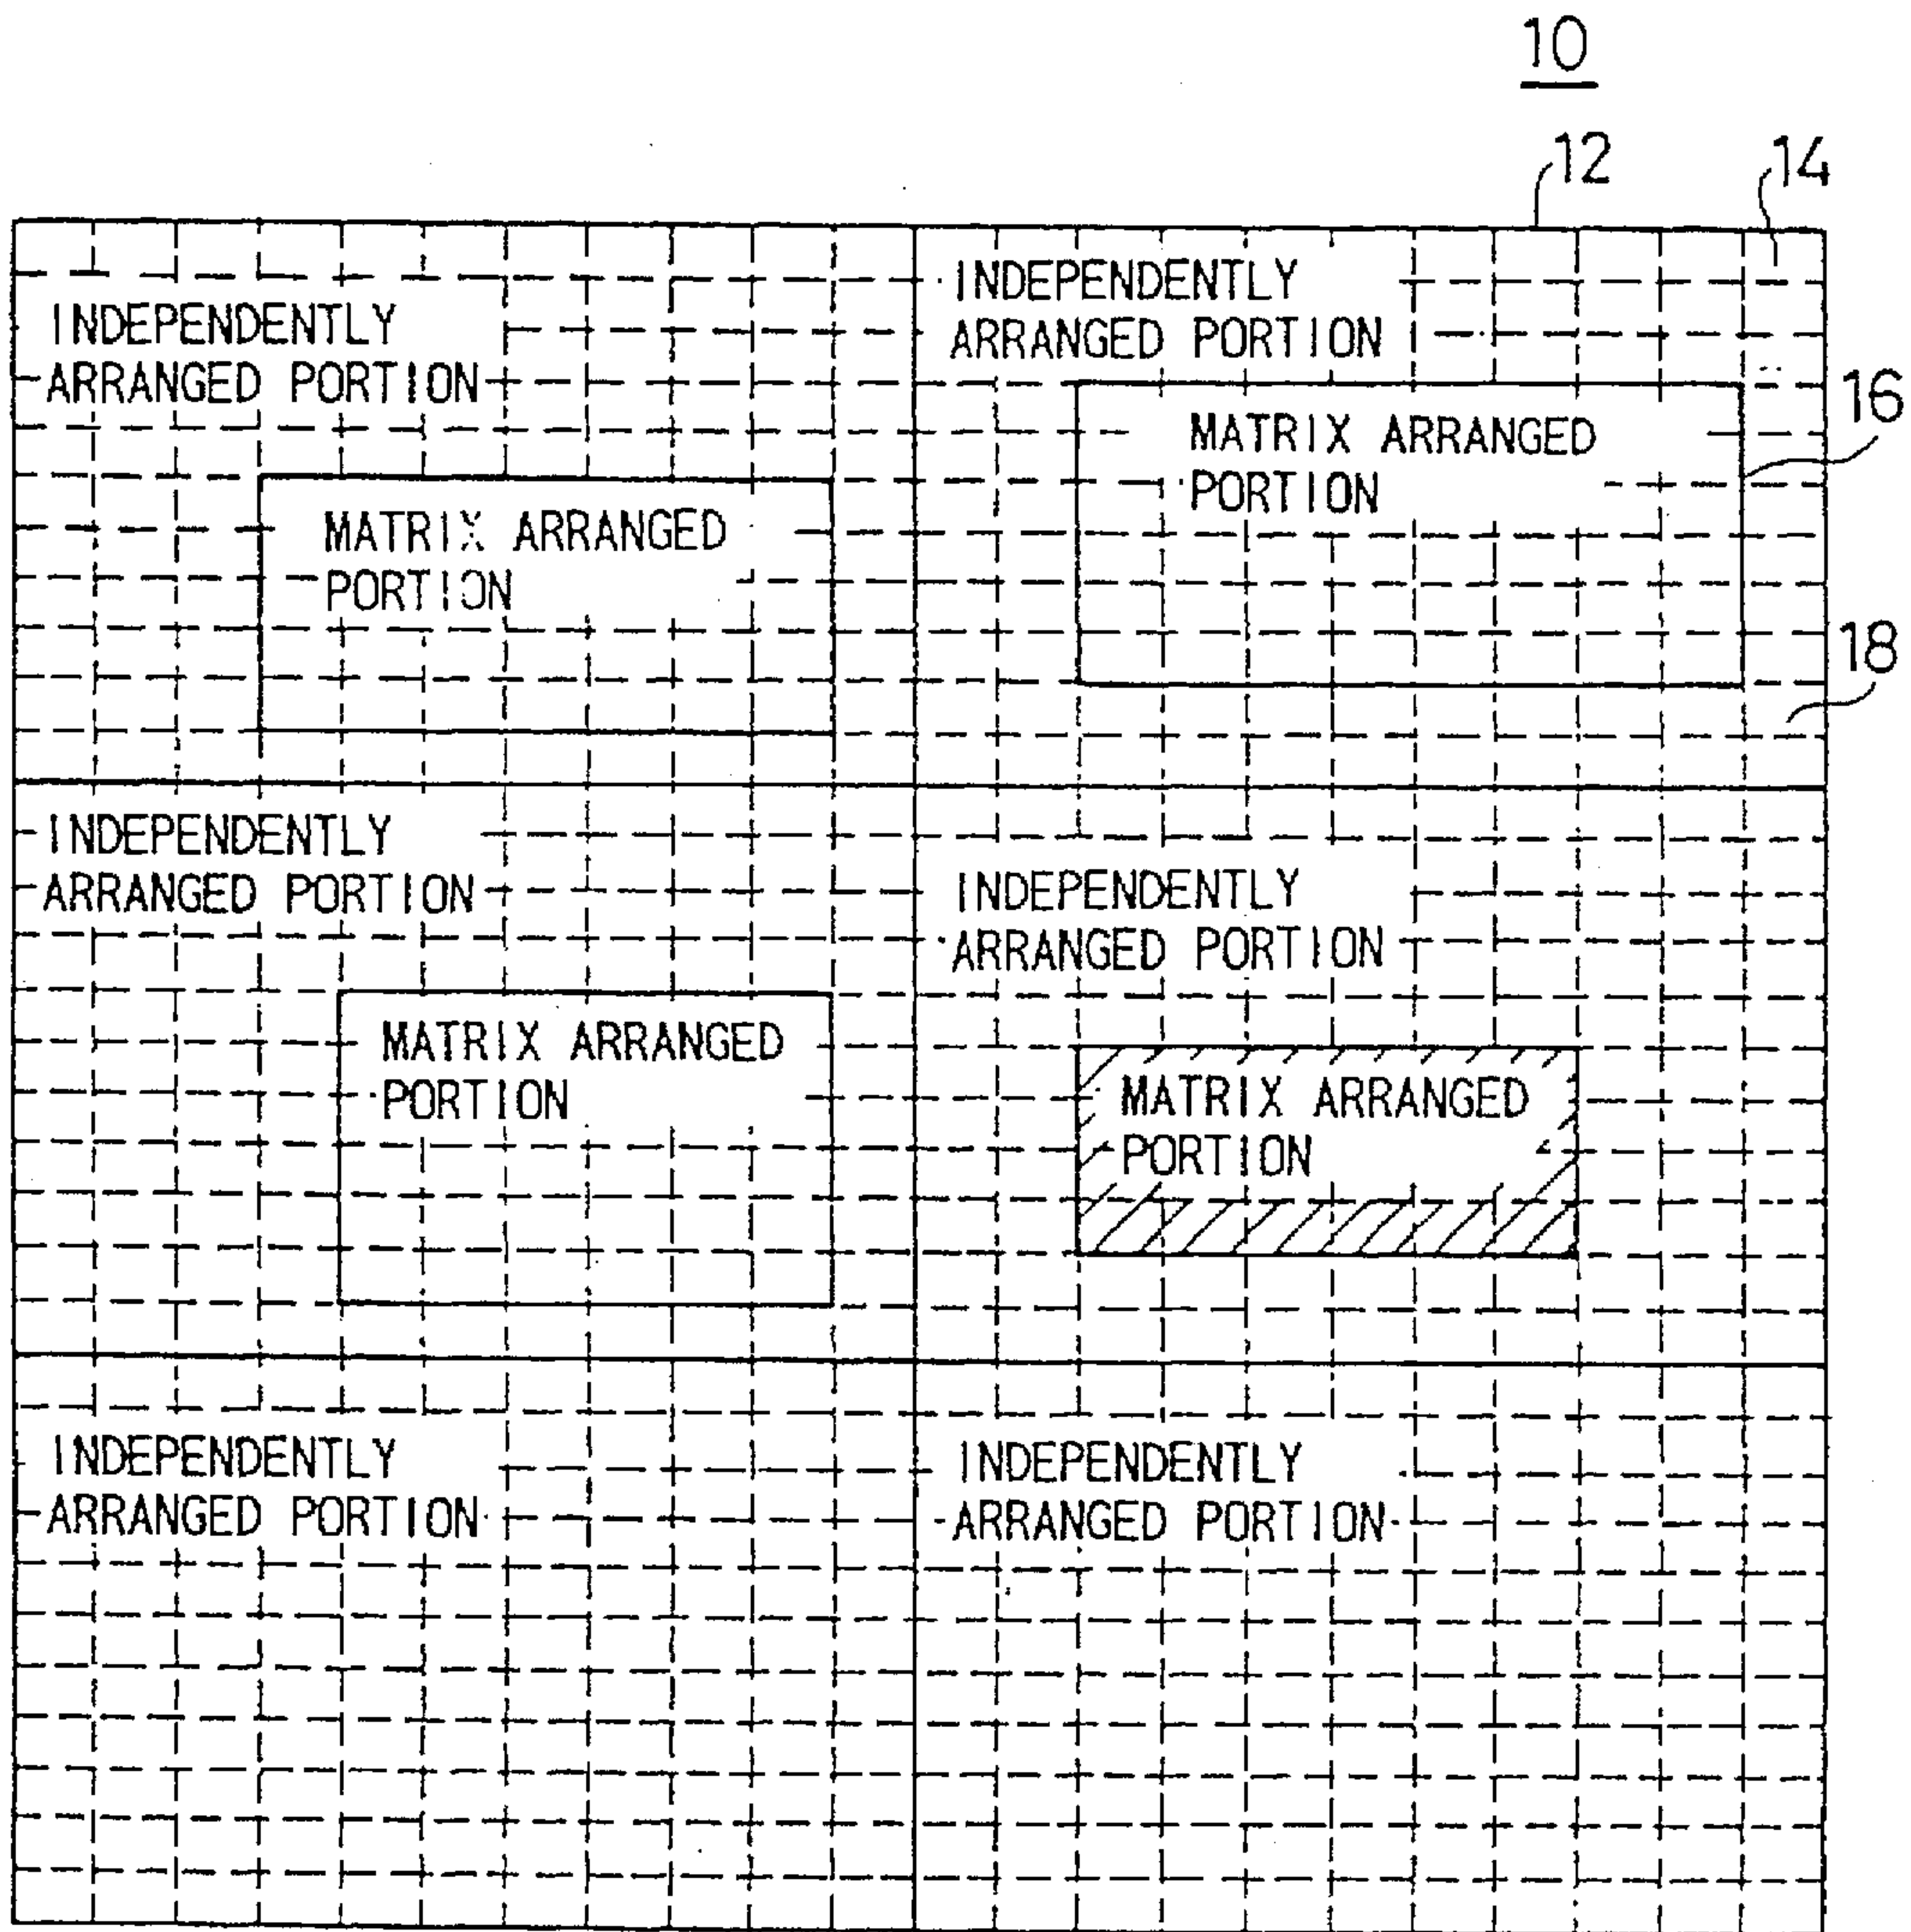 10
12
14
INDEPENDENTLY
ARRANGED PORTION
INDEPENDENTLY
ARRANGED PORTION
16
MATRIX ARRANGED
PORTION
MATRIX ARRANGED
PORTION
18
INDEPENDENTLY
ARRANGED PORTION
INDEPENDENTLY
ARRANGED PORTION
MATRIX ARRANGED
PORTION
MATRIX ARRANGED
PORTION
INDEPENDENTLY
ARRANGED PORTION
INDEPENDENTLY
ARRANGED PORTION